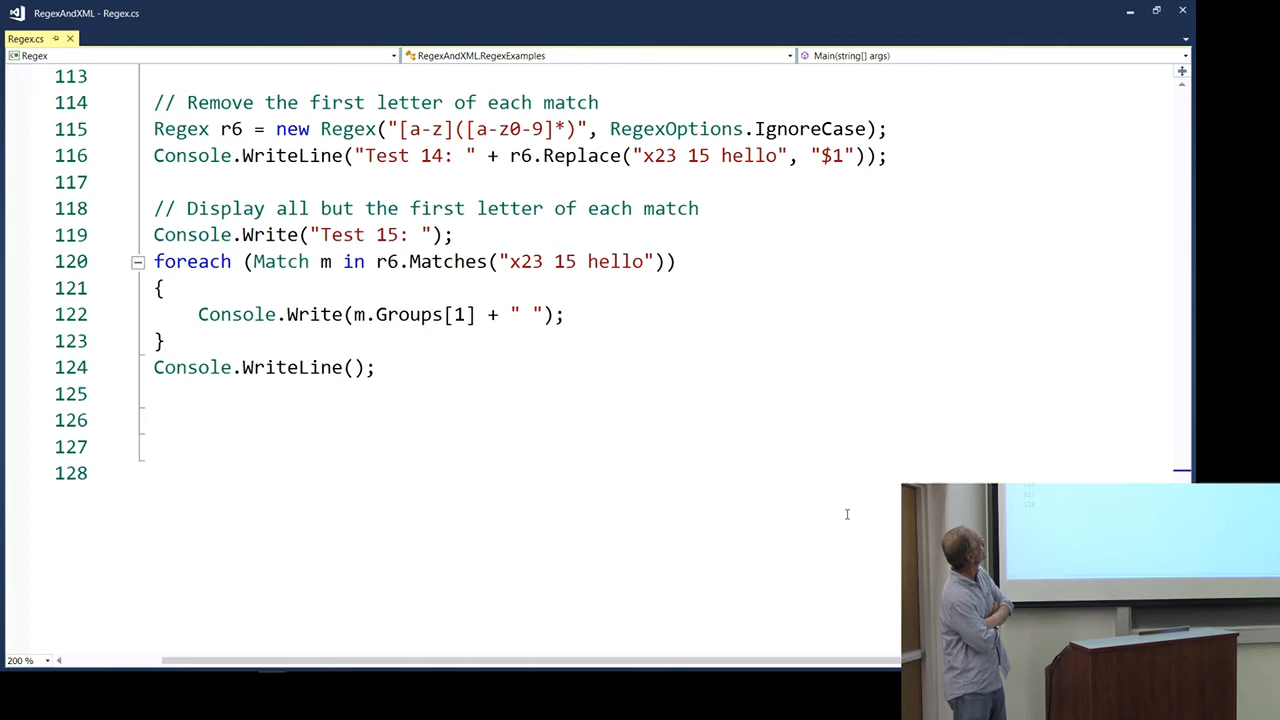 RegexAndXML - Regex.cs
Regex.cs
Regex RegexAndXML.RegexExamples Main(string[] args)
113
114 // Remove the first letter of each match
115 Regex r6 = new Regex("[a-z]([a-z0-9]*)", RegexOptions.IgnoreCase);
116 Console.WriteLine("Test 14: " + r6.Replace("x23 15 hello", "$1"));
117
118 // Display all but the first letter of each match
119 Console.Write("Test 15: ");
120 foreach (Match m in r6.Matches("x23 15 hello"))
121 {
122 Console.Write(m.Groups[1] + " ");
123 }
124 Console.WriteLine();
125
126
127
128
200 %